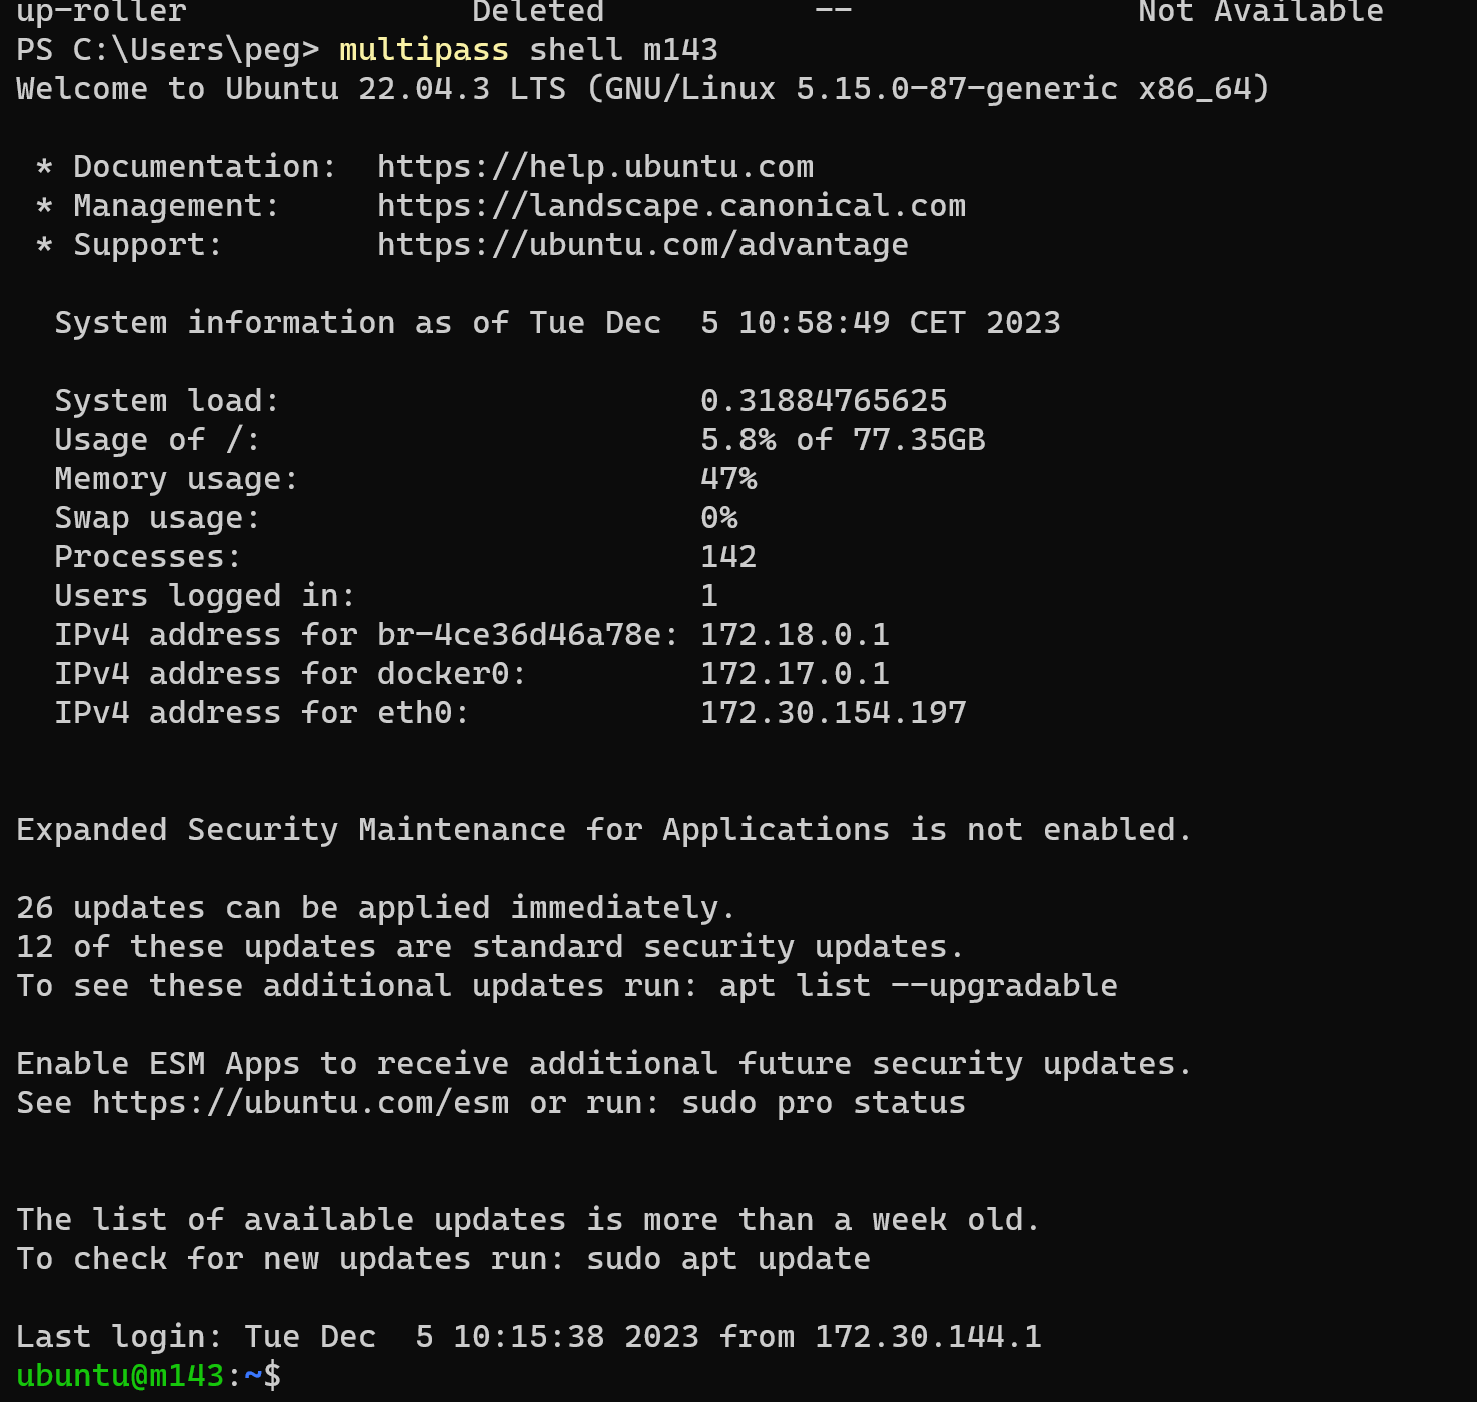 up-roller               Deleted           --               Not Available
PS C:\Users\peg> multipass shell m143
Welcome to Ubuntu 22.04.3 LTS (GNU/Linux 5.15.0-87-generic x86_64)

 * Documentation:  https://help.ubuntu.com
 * Management:     https://landscape.canonical.com
 * Support:        https://ubuntu.com/advantage

  System information as of Tue Dec  5 10:58:49 CET 2023

  System load:                      0.31884765625
  Usage of /:                       5.8% of 77.35GB
  Memory usage:                     47%
  Swap usage:                       0%
  Processes:                        142
  Users logged in:                  1
  IPv4 address for br-4ce36d46a78e: 172.18.0.1
  IPv4 address for docker0:         172.17.0.1
  IPv4 address for eth0:            172.30.154.197


Expanded Security Maintenance for Applications is not enabled.

26 updates can be applied immediately.
12 of these updates are standard security updates.
To see these additional updates run: apt list --upgradable

Enable ESM Apps to receive additional future security updates.
See https://ubuntu.com/esm or run: sudo pro status


The list of available updates is more than a week old.
To check for new updates run: sudo apt update

Last login: Tue Dec  5 10:15:38 2023 from 172.30.144.1
ubuntu@m143:~$